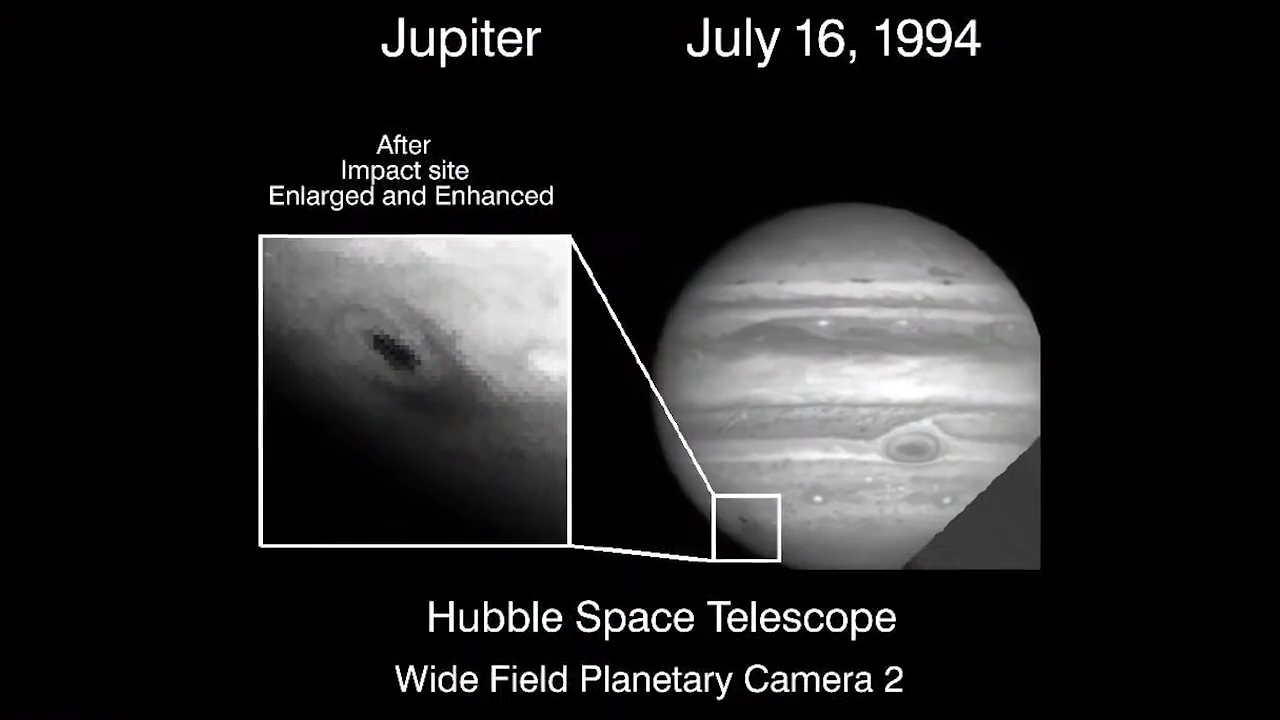 Jupiter July 16, 1994
After
Impact site
Enlarged and Enhanced
Hubble Space Telescope
Wide Field Planetary Camera 2